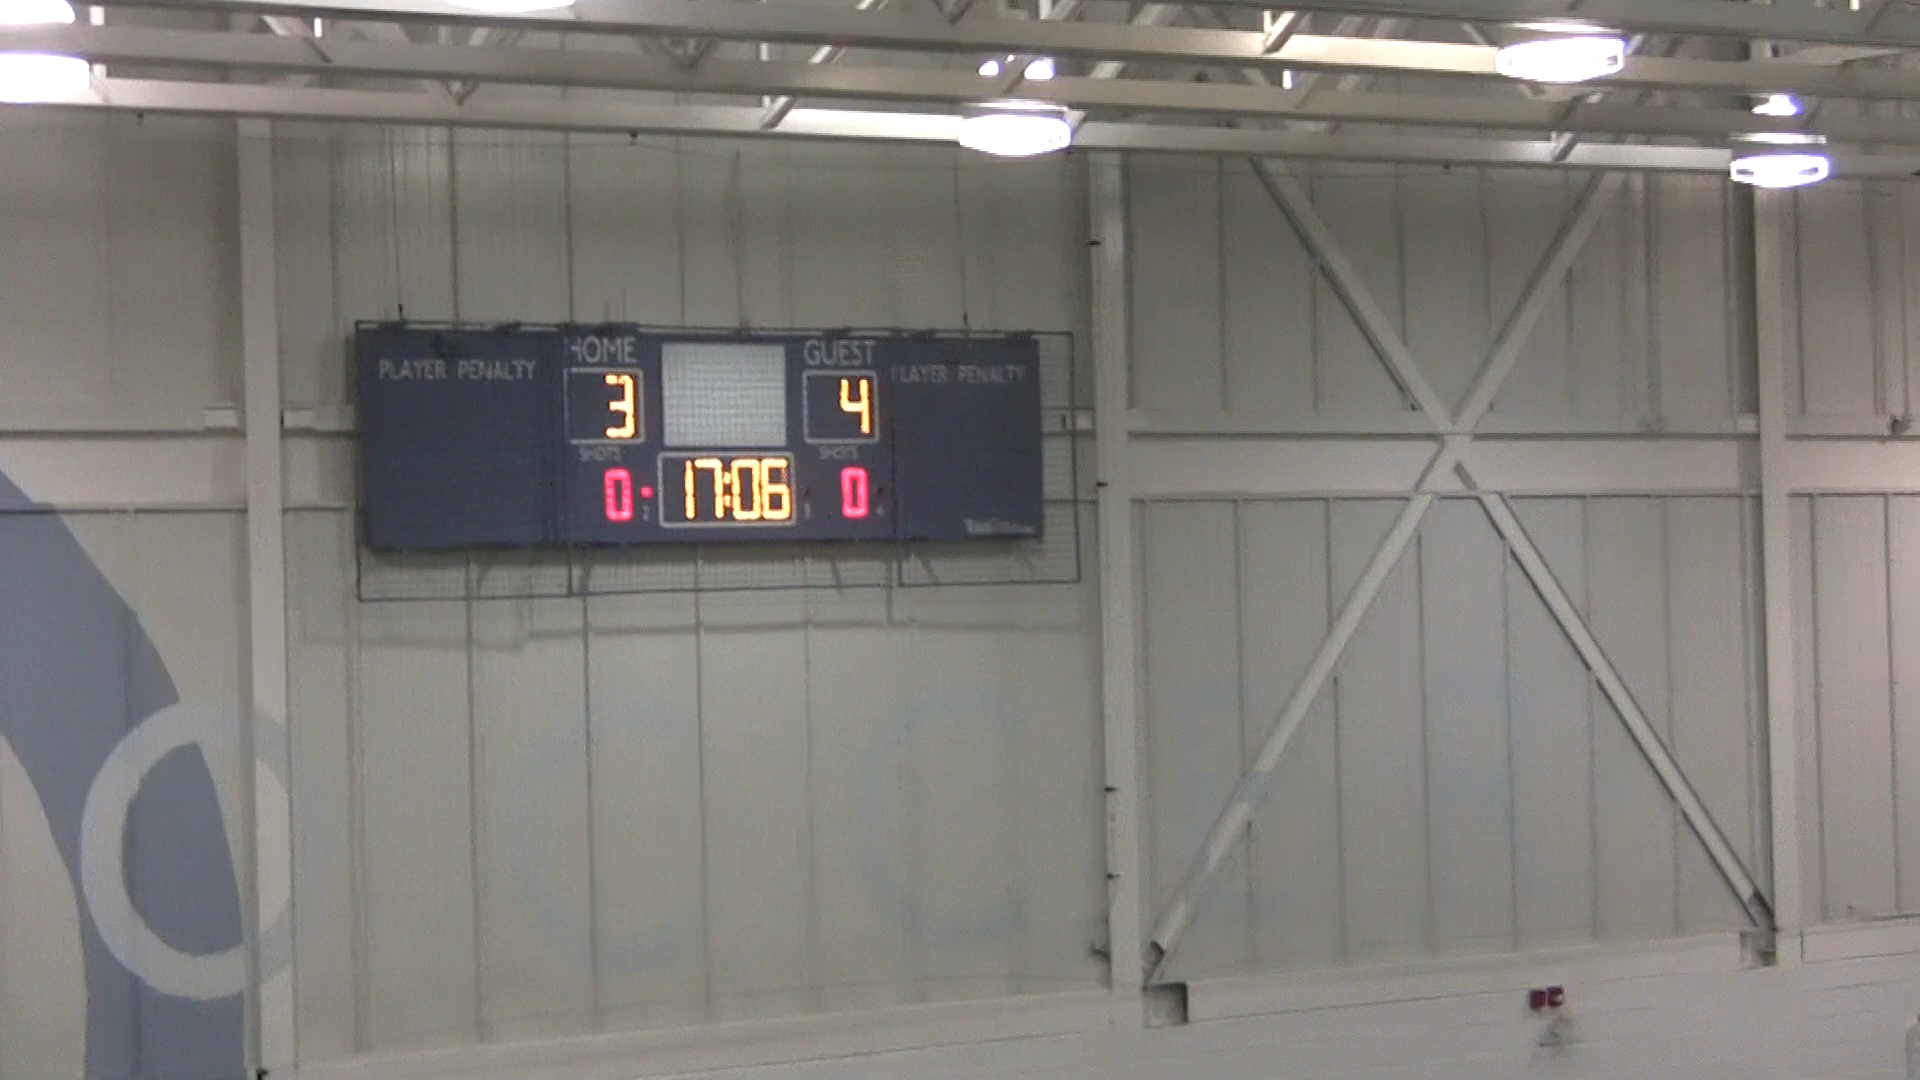 HOME GUEST
PLAYER PENALTY PLAYER PENALTY
3 4
SHOTS SHOTS
0 17:06 0